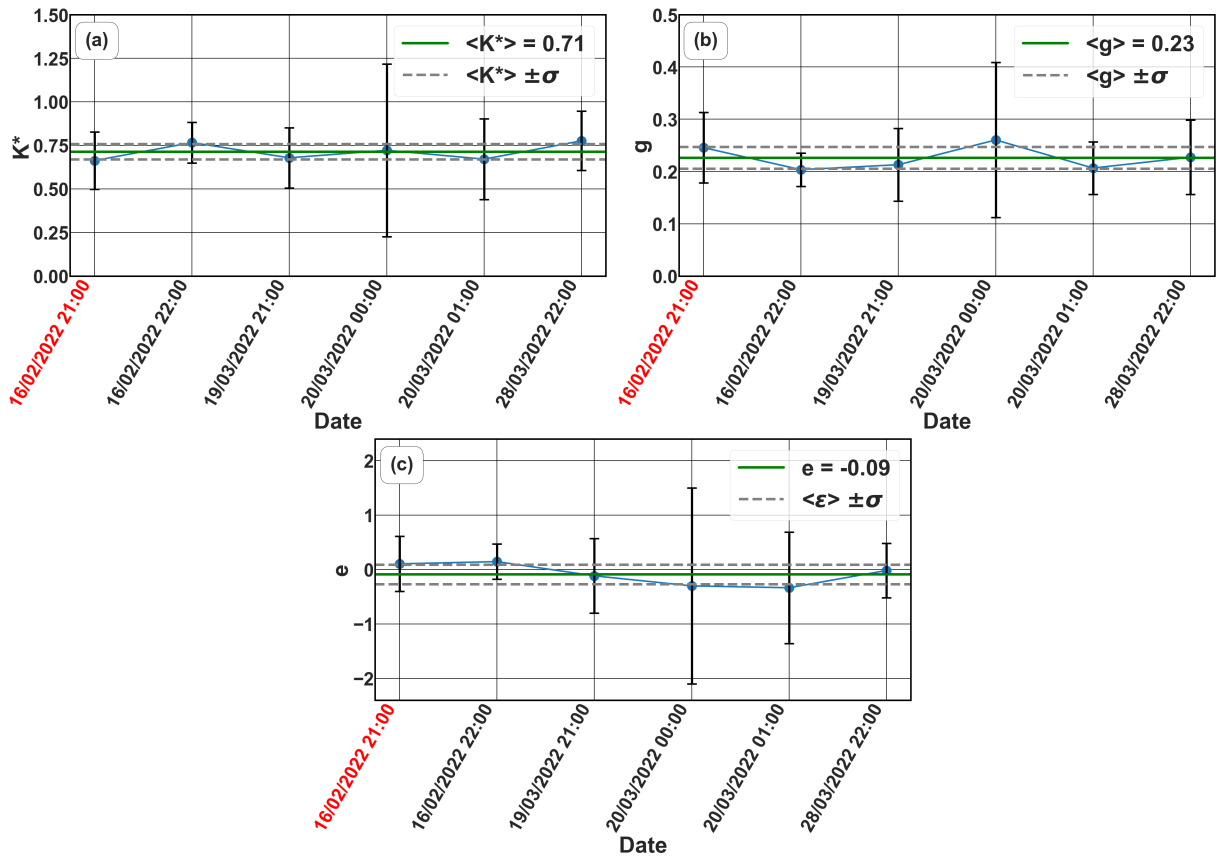 (a)
<K*> = 0.71
<K*> ±σ
1.50
1.25
1.00
0.75
0.50
0.25
0.00
K*
16/02/2022 21:00
16/02/2022 22:00
19/03/2022 21:00
20/03/2022 00:00
20/03/2022 01:00
28/03/2022 22:00
Date
(b)
<g> = 0.23
<g> ±σ
0.5
0.4
0.3
0.2
0.1
0.0
g
16/02/2022 21:00
16/02/2022 22:00
19/03/2022 21:00
20/03/2022 00:00
20/03/2022 01:00
28/03/2022 22:00
Date
(c)
e = -0.09
<ε> ±σ
2
1
0
−1
−2
e
16/02/2022 21:00
16/02/2022 22:00
19/03/2022 21:00
20/03/2022 00:00
20/03/2022 01:00
28/03/2022 22:00
Date